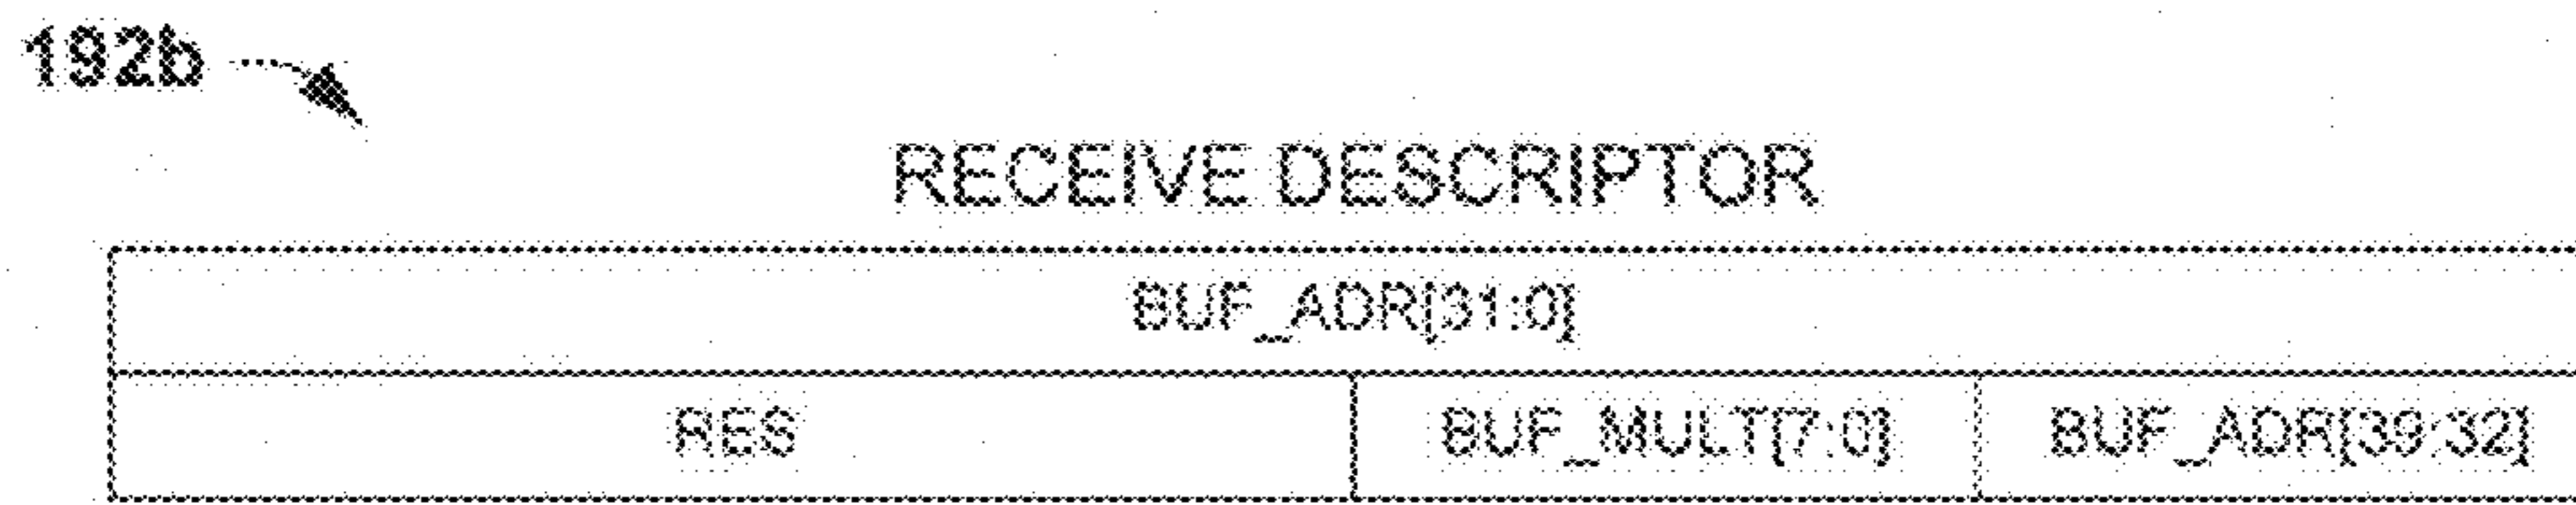 192b
RECEIVE DESCRIPTOR
BUF_ADR[31:0]
RES BUF_MULT[7:0] BUF_ADR[39:32]